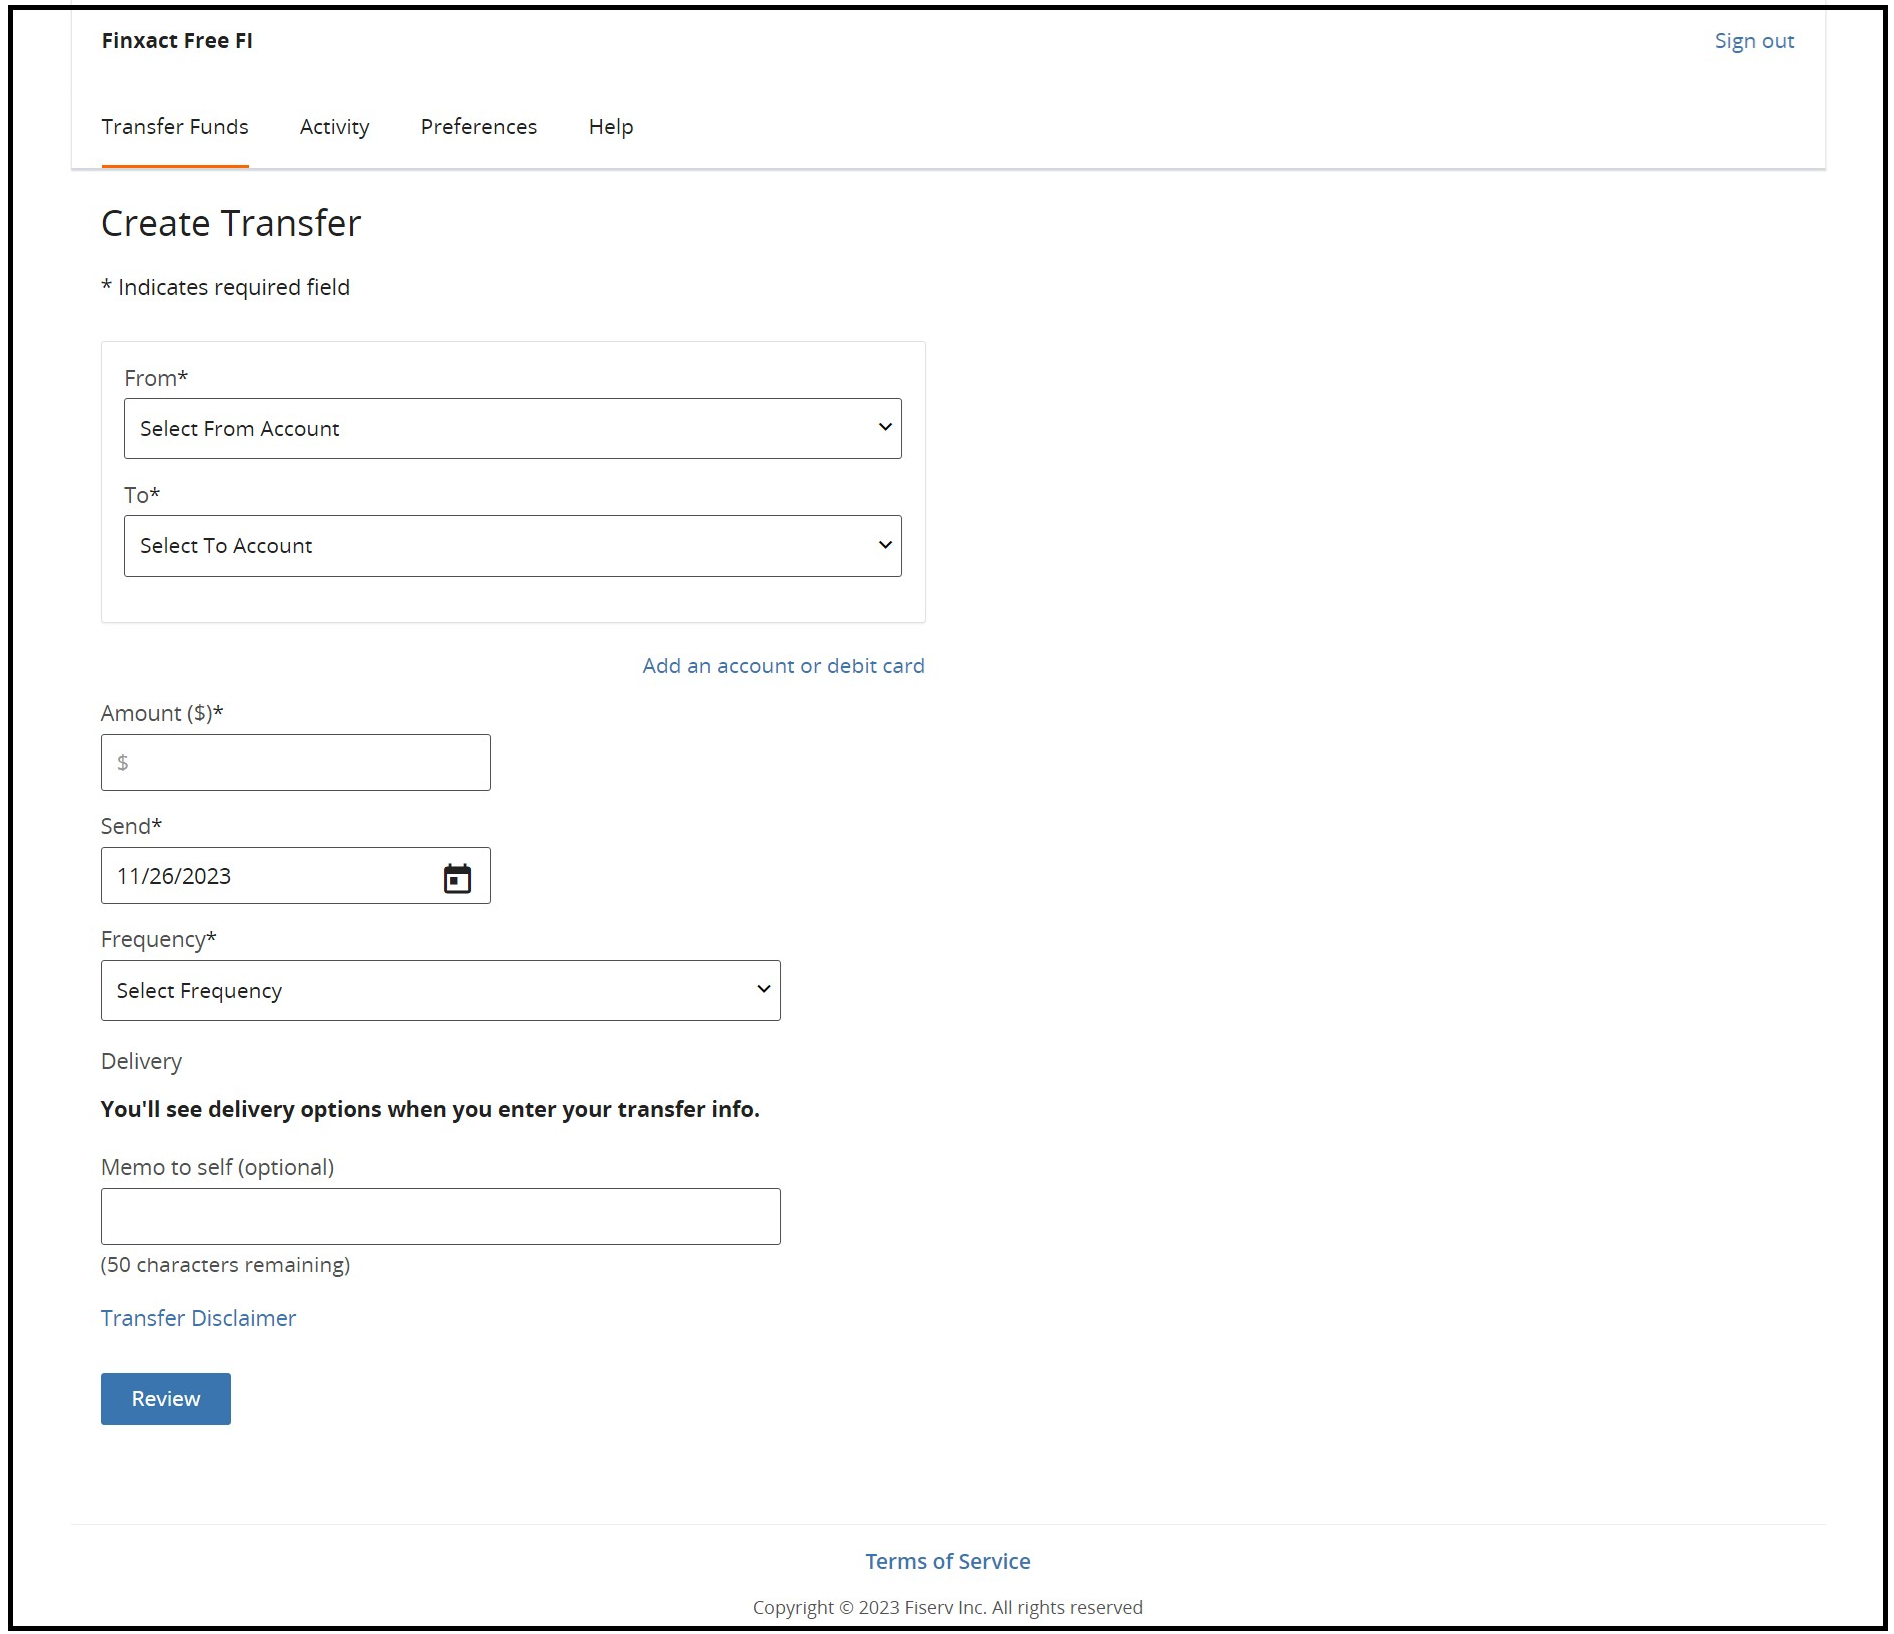 Finxact Free FI
Sign out
Transfer Funds Activity Preferences Help
Create Transfer
* Indicates required field
From*
Select From Account
To*
Select To Account
Add an account or debit card
Amount ($)*
$
Send*
11/26/2023
Frequency*
Select Frequency
Delivery
You'll see delivery options when you enter your transfer info.
Memo to self (optional)
(50 characters remaining)
Transfer Disclaimer
Review
Terms of Service
Copyright © 2023 Fiserv Inc. All rights reserved